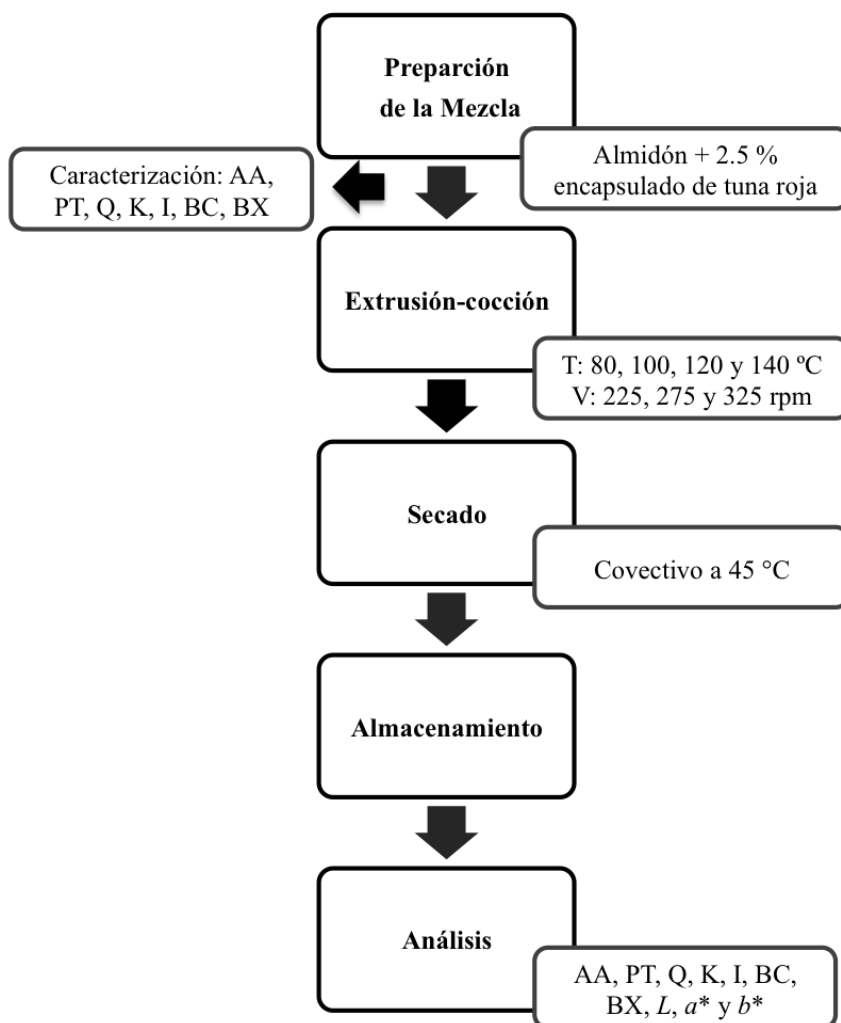 Preparción
de la Mezcla
Almidón + 2.5 %
encapsulado de tuna roja
Caracterización: AA,
PT, Q, K, I, BC, BX
Extrusión-cocción
T: 80, 100, 120 y 140 ºC
V: 225, 275 y 325 rpm
Secado
Covectivo a 45 °C
Almacenamiento
Análisis
AA, PT, Q, K, I, BC,
BX, L, a* y b*